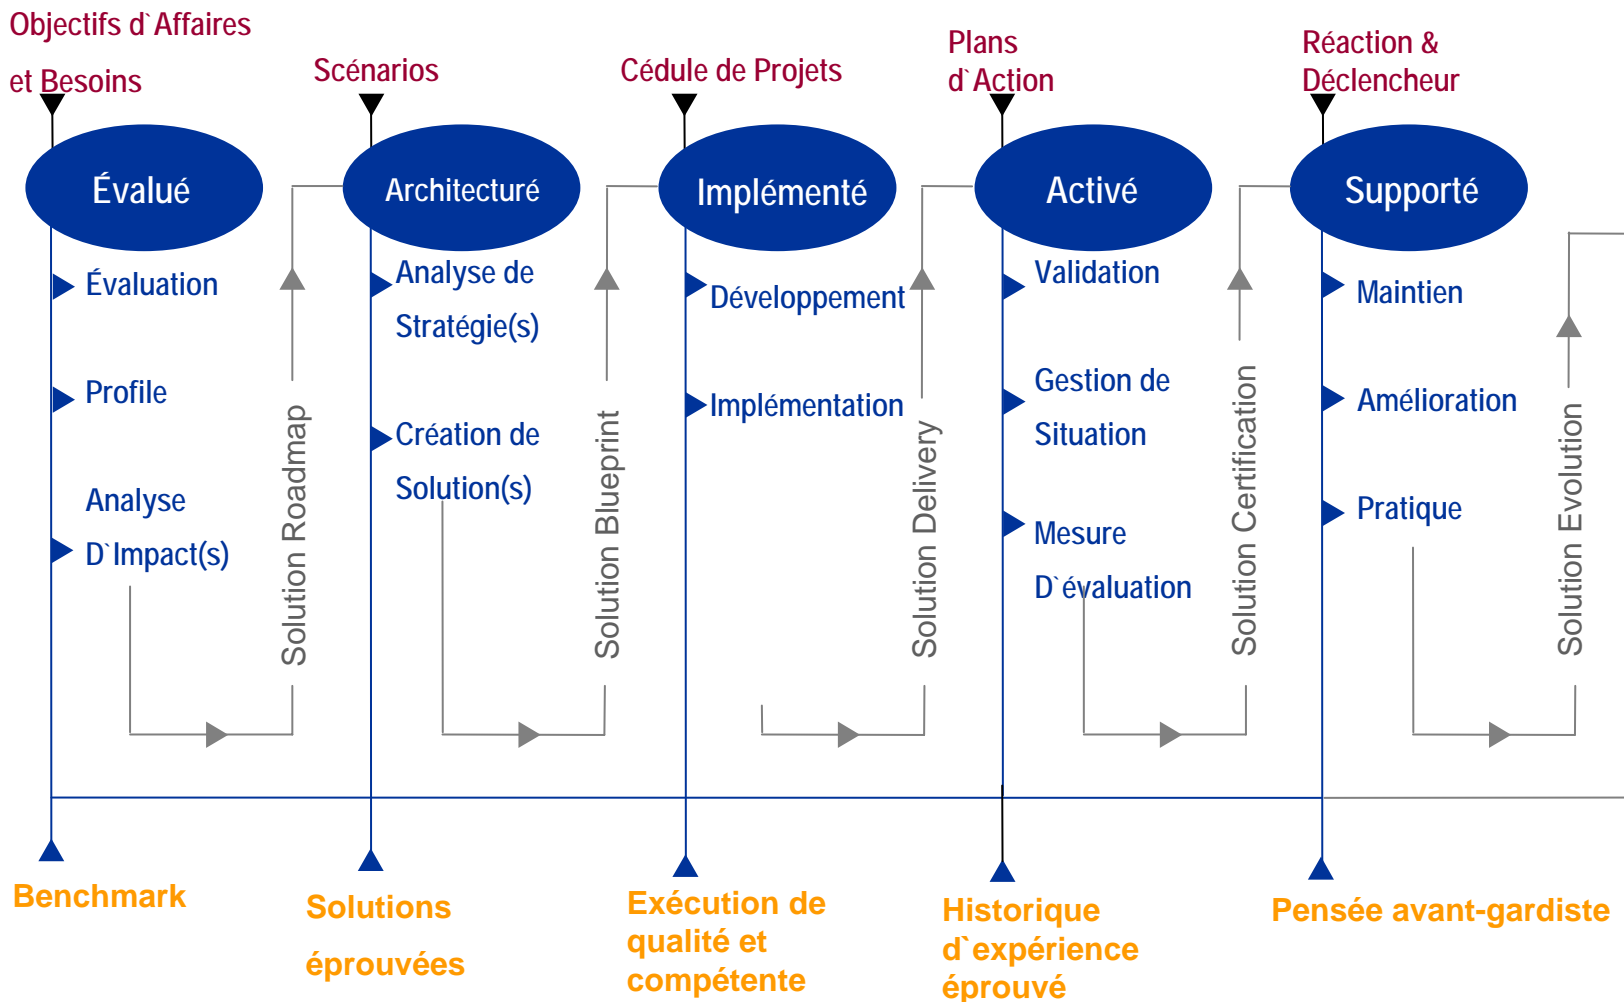 Objectifs d`Affaires
et Besoins
Scénarios
Cédule de Projets
Plans
d`Action
Réaction &
Déclencheur
Évalué
Architecturé
Implémenté
Activé
Supporté
Évaluation
Profile
Analyse
D`Impact(s)
Solution Roadmap
Analyse de
Stratégie(s)
Création de
Solution(s)
Solution Blueprint
Développement
Implémentation
Solution Delivery
Validation
Gestion de
Situation
Mesure
D`évaluation
Solution Certification
Maintien
Amélioration
Pratique
Solution Evolution
Benchmark
Solutions
éprouvées
Exécution de
qualité et
compétente
Historique
d`expérience
éprouvé
Pensée avant-gardiste